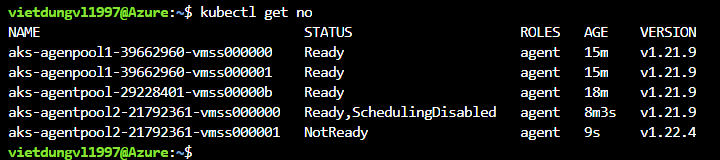 vietdungvl1997@Azure:~$ kubectl get no
NAME STATUS ROLES AGE VERSION
aks-agenpool1-39662960-vmss000000 Ready agent 15m v1.21.9
aks-agenpool1-39662960-vmss000001 Ready agent 15m v1.21.9
aks-agentpool-29228401-vmss00000b Ready agent 18m v1.21.9
aks-agentpool2-21792361-vmss000000 Ready,SchedulingDisabled agent 8m3s v1.21.9
aks-agentpool2-21792361-vmss000001 NotReady agent 9s v1.22.4
vietdungvl1997@Azure:~$